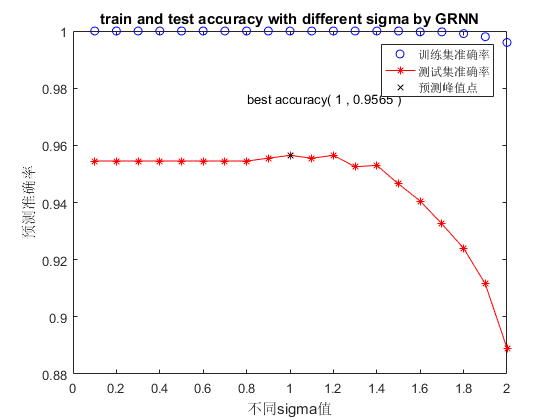 train and test accuracy with different sigma by GRNN
1
0.98
0.96
0.94
0.92
0.9
0.88
预测准确率
训练集准确率
测试集准确率
预测峰值点
best accuracy( 1 , 0.9565 )
0
0.2
0.4
0.6
0.8
1
1.2
1.4
1.6
1.8
2
不同sigma值